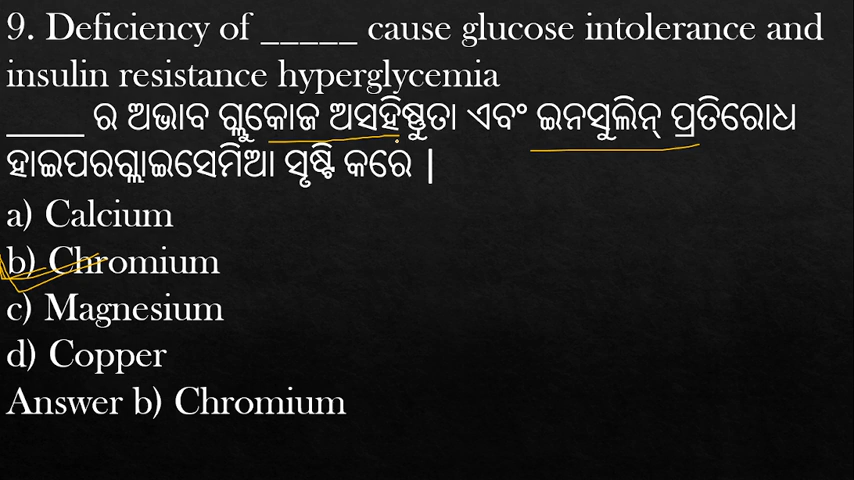 9. Deficiency of _____ cause glucose intolerance and
insulin resistance hyperglycemia
____ ର ଅଭାବ ଗ୍ଲୁକୋଜ ଅସହିଷ୍ଣୁତା ଏବଂ ଇନସୁଲିନ୍ ପ୍ରତିରୋଧ
ହାଇପରଗ୍ଲାଇସେମିଆ ସୃଷ୍ଟି କରେ |
a) Calcium
b) Chromium
c) Magnesium
d) Copper
Answer b) Chromium